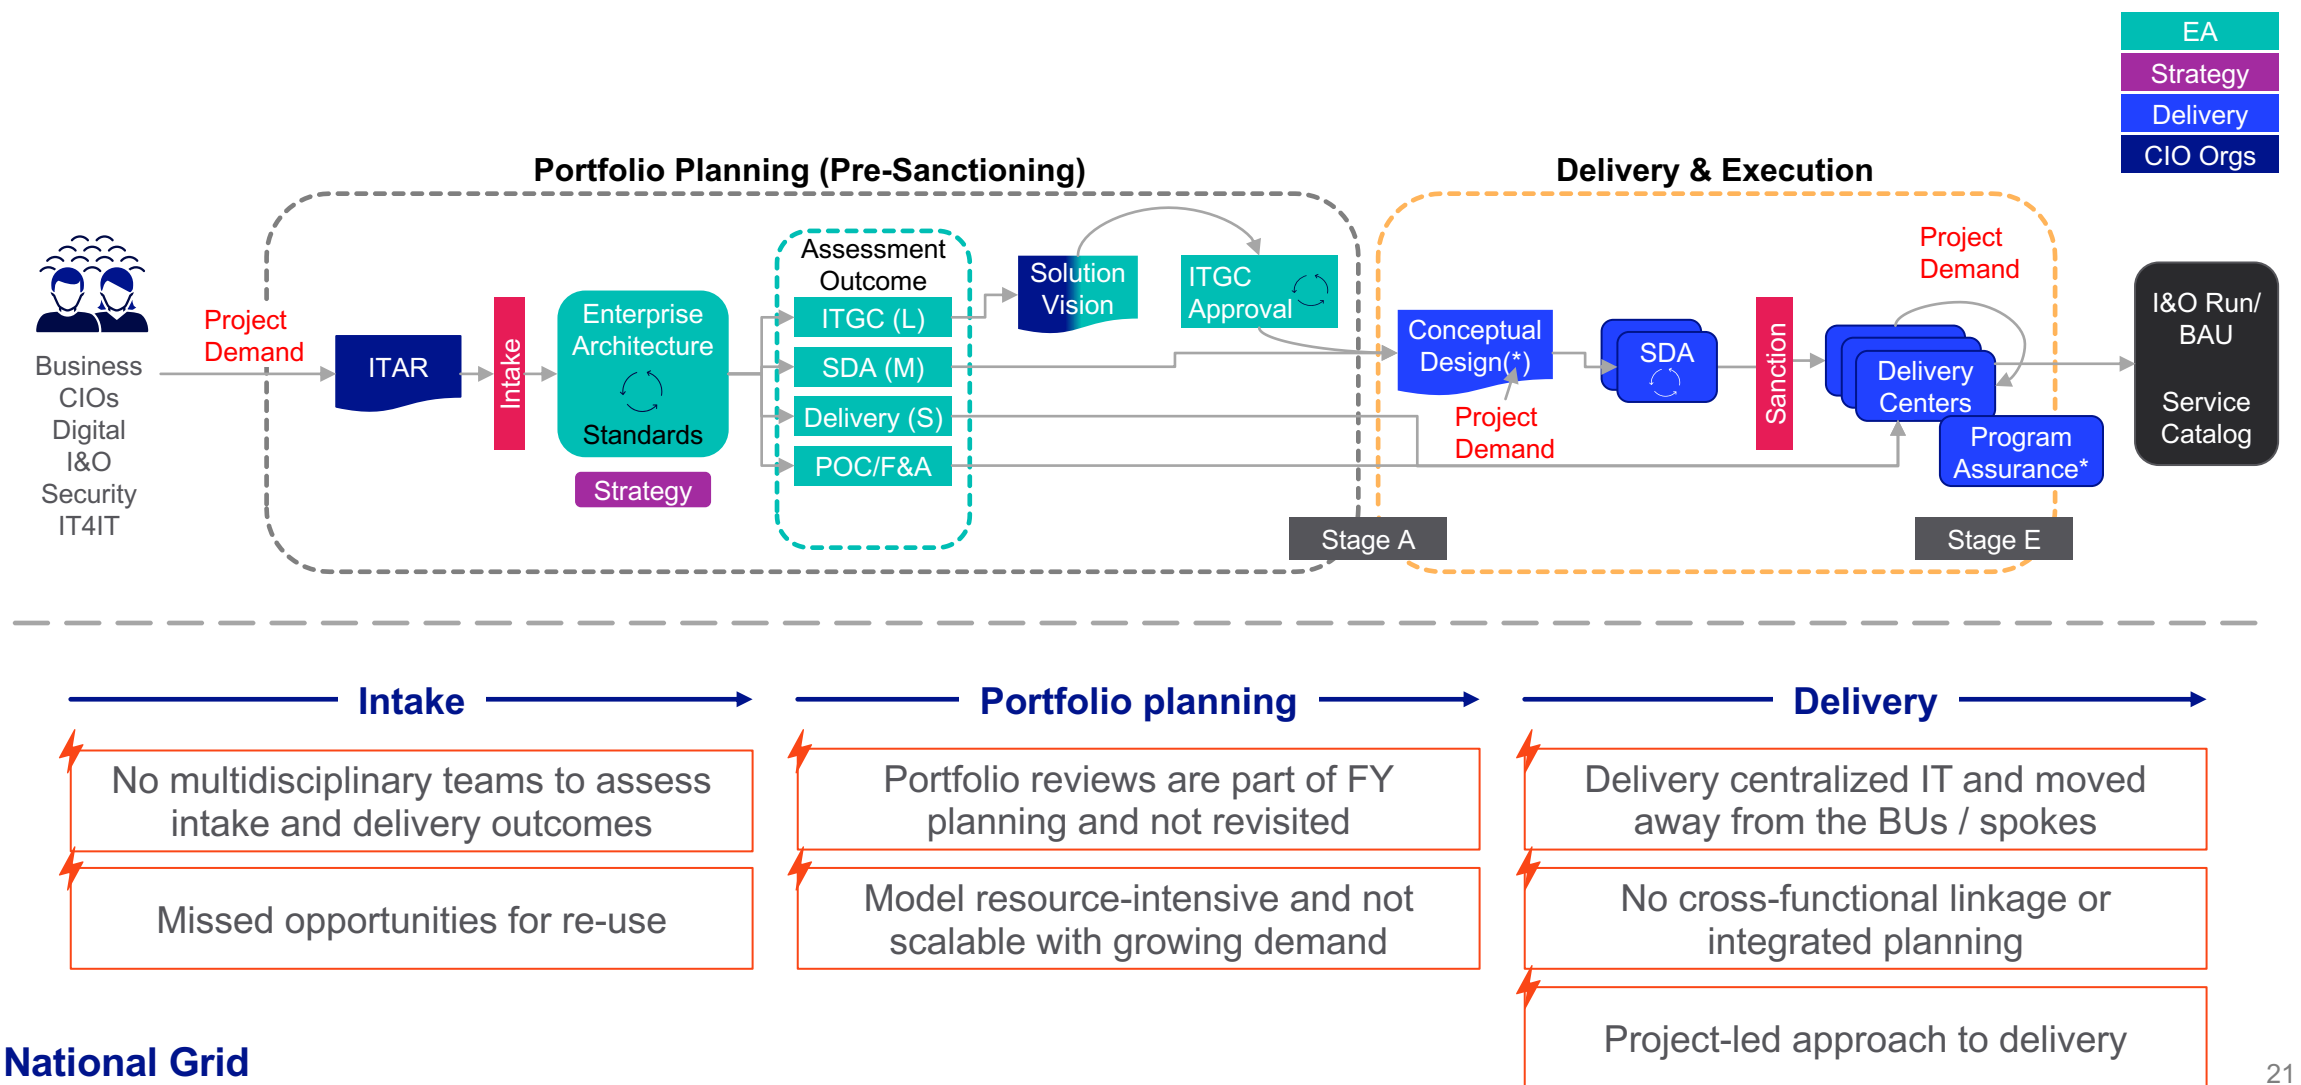 EA
Strategy
Delivery
CIO Orgs
Portfolio Planning (Pre-Sanctioning)
Delivery & Execution
Business
CIOs
Digital
I&O
Security
IT4IT
Project
Demand
ITAR
Intake
Enterprise
Architecture
Standards
Strategy
Assessment
Outcome
ITGC (L)
SDA (M)
Delivery (S)
POC/F&A
Solution
Vision
ITGC
Approval
Stage A
Conceptual
Design(*)
Project
Demand
SDA
Sanction
Project
Demand
Delivery
Centers
Program
Assurance*
Stage E
I&O Run/
BAU
Service
Catalog
Intake
No multidisciplinary teams to assess
intake and delivery outcomes
Missed opportunities for re-use
Portfolio planning
Portfolio reviews are part of FY
planning and not revisited
Model resource-intensive and not
scalable with growing demand
Delivery
Delivery centralized IT and moved
away from the BUs / spokes
No cross-functional linkage or
integrated planning
Project-led approach to delivery
National Grid
21